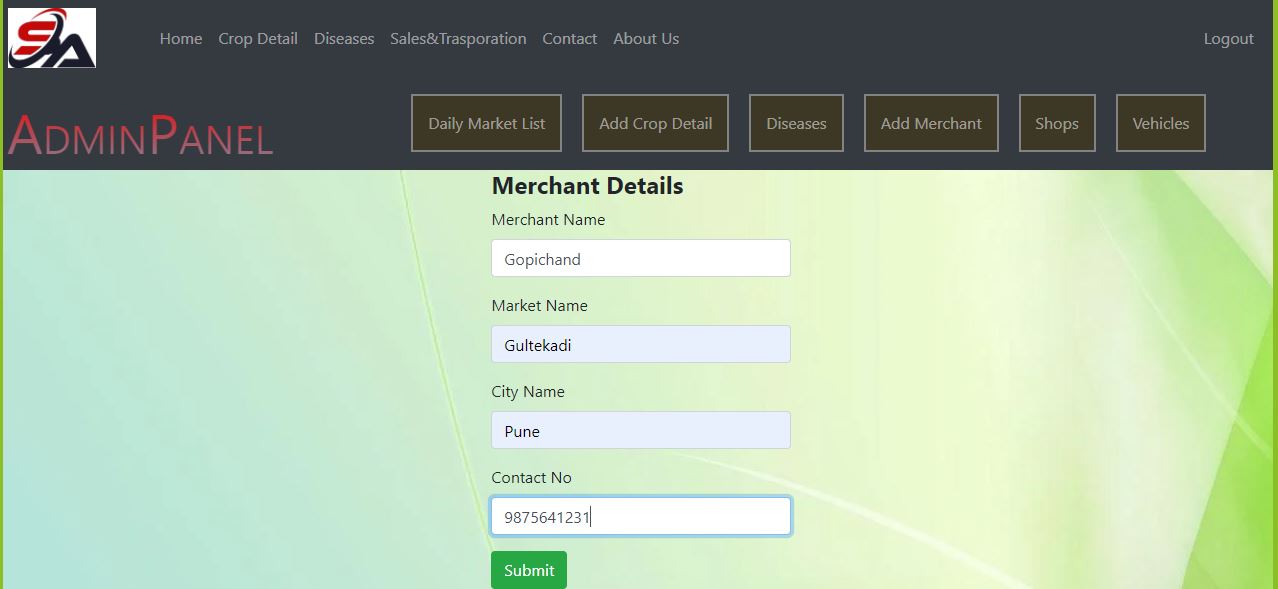 SA
Home Crop Detail Diseases Sales&Trasporation Contact About Us Logout
ADMINPANEL Daily Market List Add Crop Detail Diseases Add Merchant Shops Vehicles
Merchant Details
Merchant Name
Gopichand
Market Name
Gultekadi
City Name
Pune
Contact No
9875641231
Submit